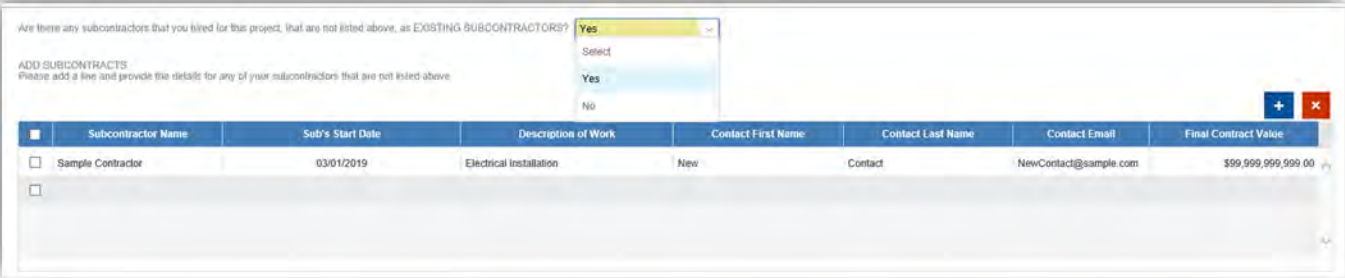 Are there any subcontractors that you hired for this project, that are not listed above, as EXISTING SUBCONTRACTORS? Yes
Select
Yes
No
ADD SUBCONTRACTS
Please add a line and provide the details for any of your subcontractors that are not listed above
+ ×
Subcontractor Name Sub's Start Date Description of Work Contact First Name Contact Last Name Contact Email Final Contract Value
Sample Contractor 03/01/2019 Electrical Installation New Contact NewContact@sample.com $99,999,999,999.00